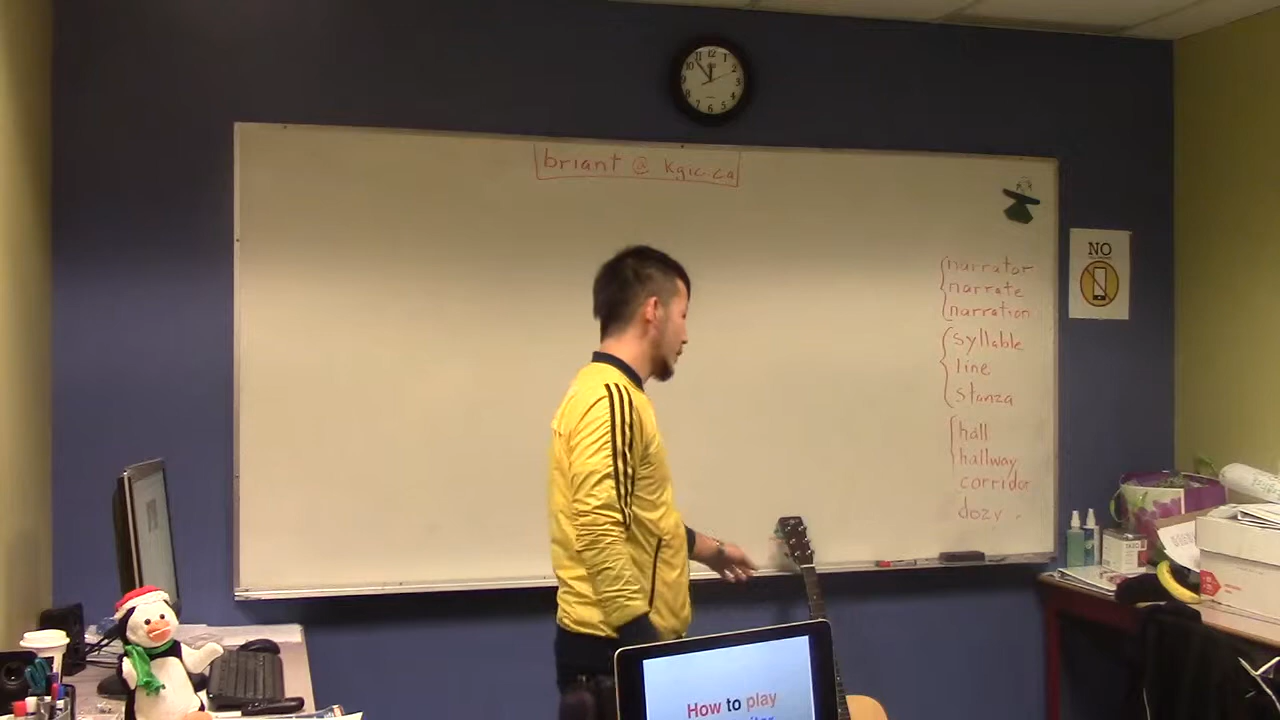 briant @ kgic.ca
narrator
narrate
narration
syllable
line
stanza
hall
hallway
corridor
dozy
NO
How to play